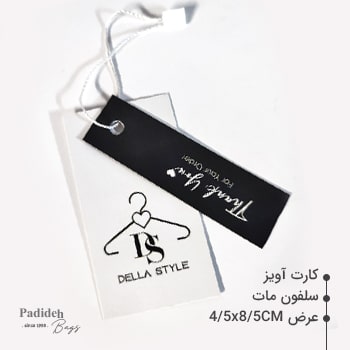 Thank you
For Your Order!
DS
DELLA STYLE
کارت آویز
سلفون مات
عرض 4/5x8/5CM
Padideh
. since 1989 .
Bags